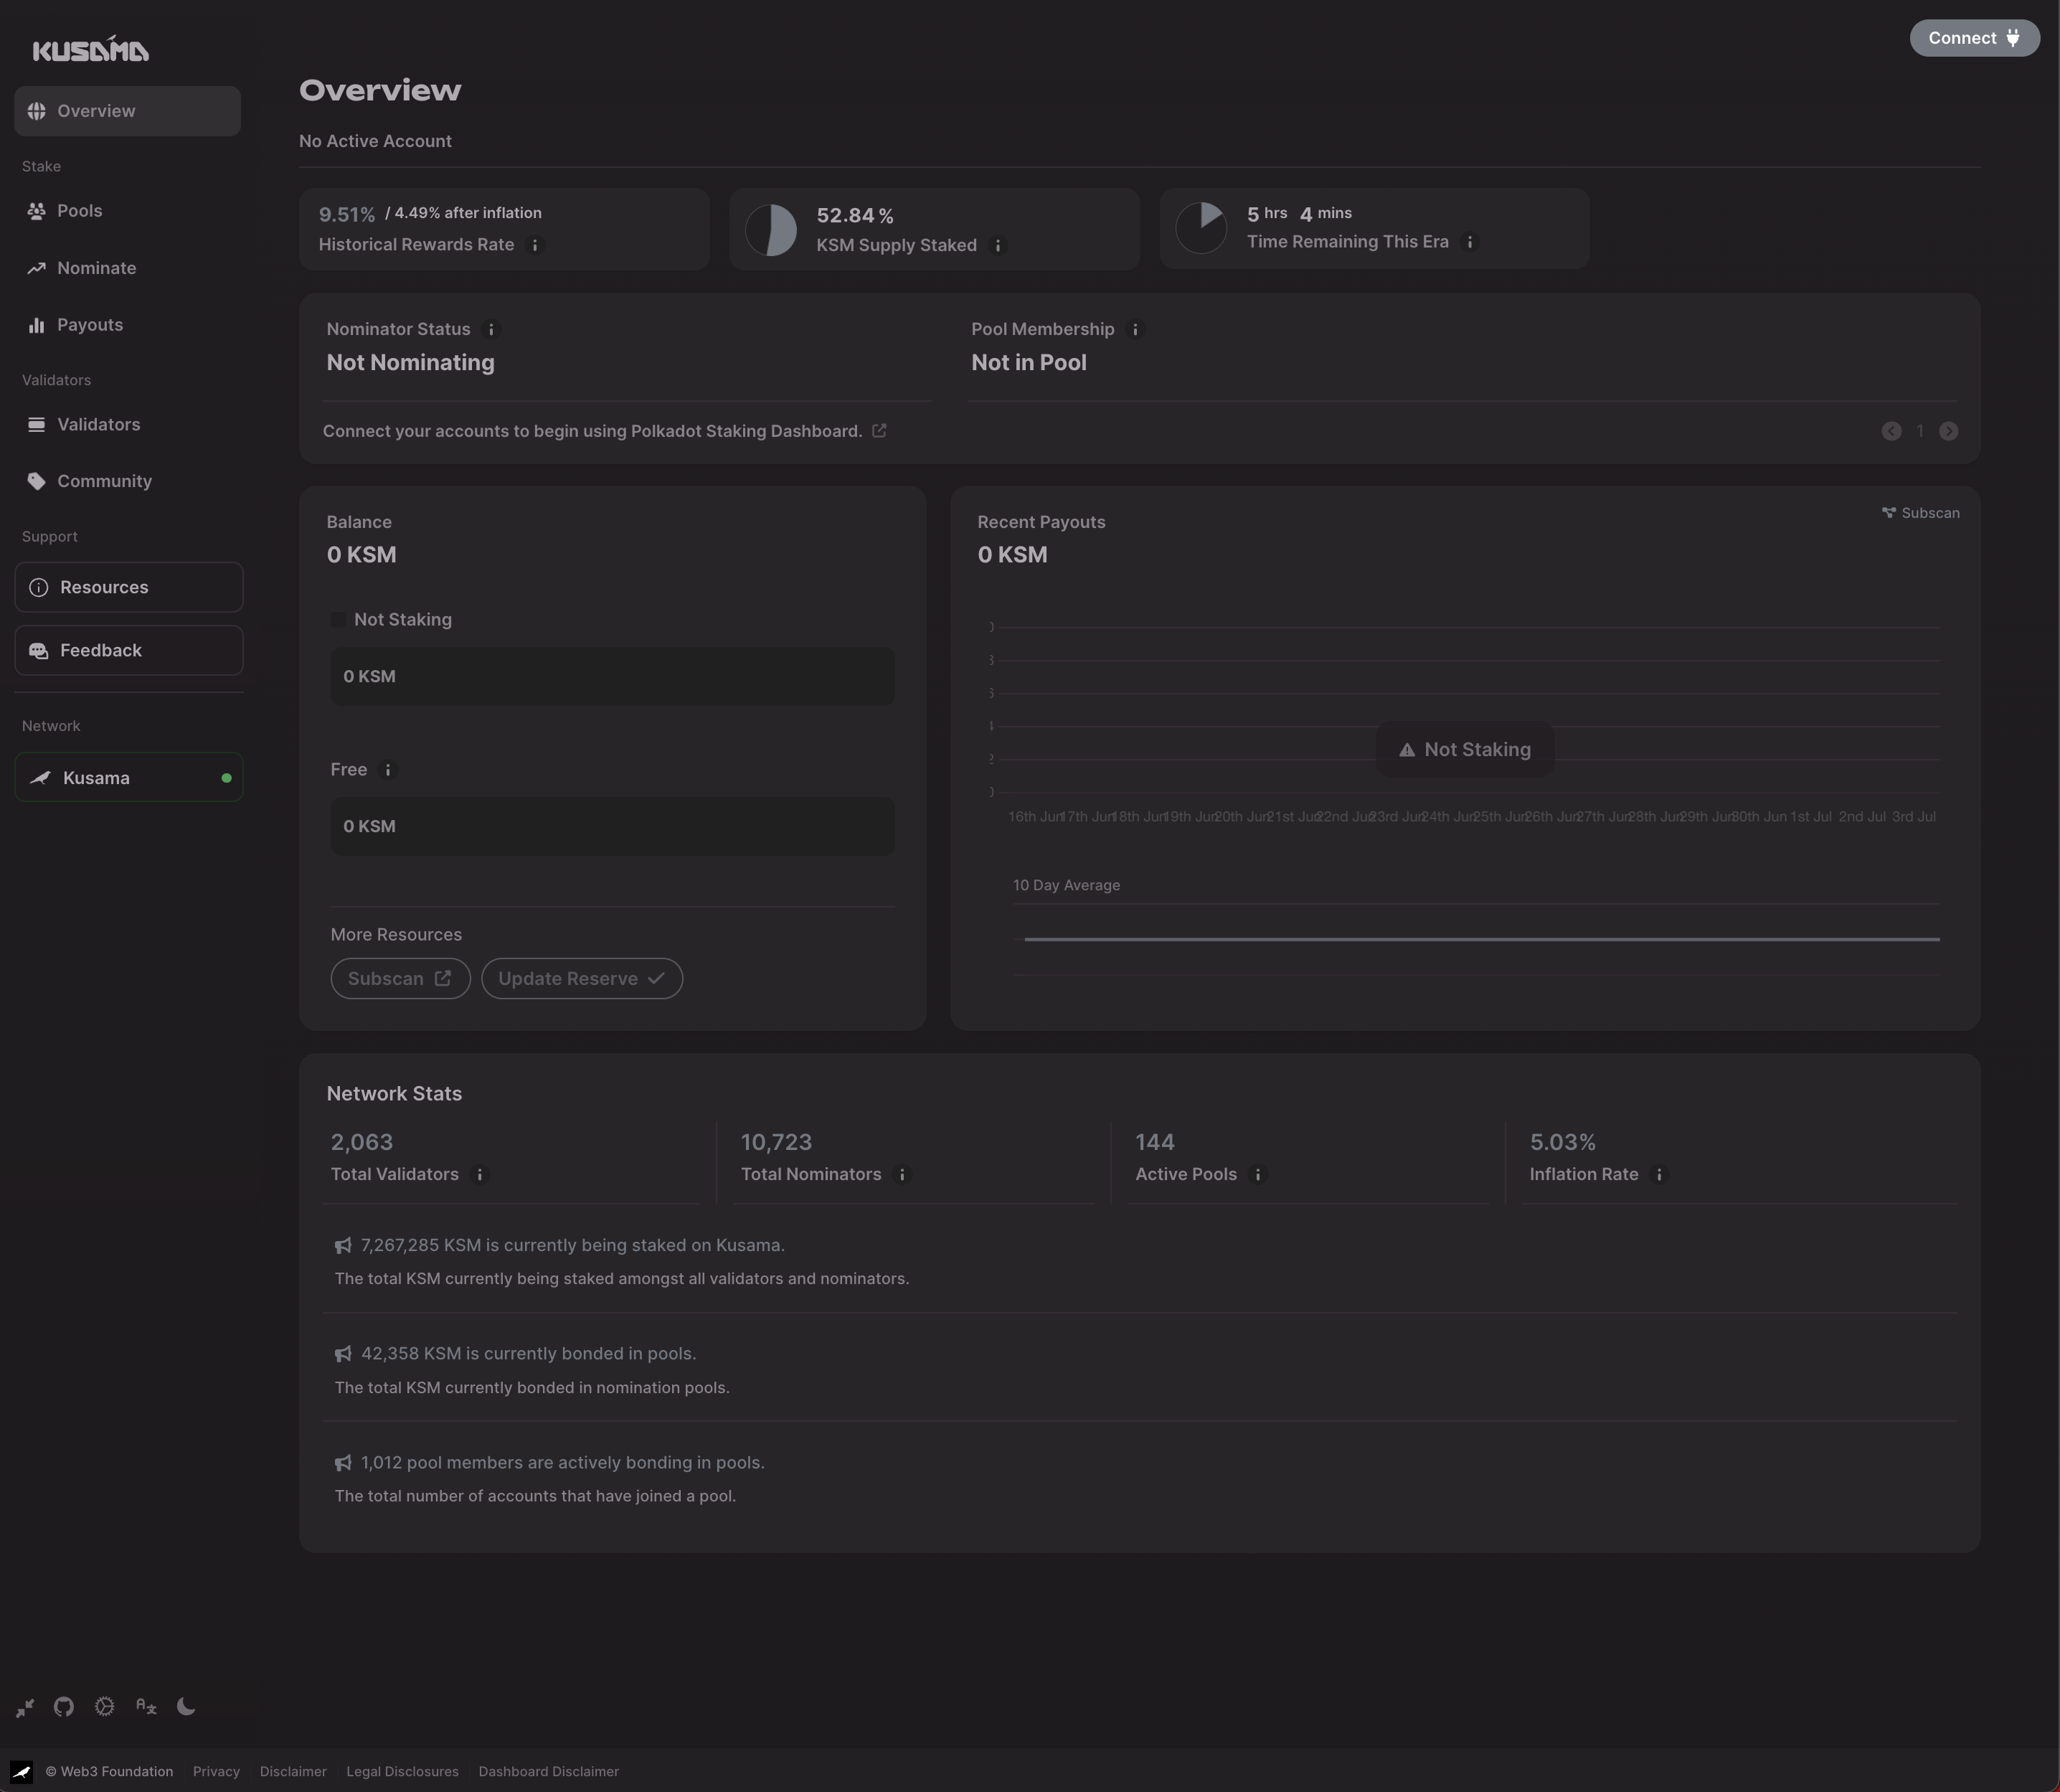 KUSAMA
Connect
Overview
Overview
No Active Account
Stake
Pools
Nominate
Payouts
Validators
Validators
Community
Support
Resources
Feedback
Network
Kusama
9.51% / 4.49% after inflation
Historical Rewards Rate
52.84%
KSM Supply Staked
5 hrs 4 mins
Time Remaining This Era
Nominator Status
Not Nominating
Pool Membership
Not in Pool
Connect your accounts to begin using Polkadot Staking Dashboard.
1
Balance
0 KSM
Not Staking
0 KSM
Free
0 KSM
More Resources
Subscan
Update Reserve
Recent Payouts
0 KSM
Subscan
6
4
2
0
Not Staking
16th Jun 17th Jun 18th Jun 19th Jun 20th Jun 21st Jun 22nd Jun 23rd Jun 24th Jun 25th Jun 26th Jun 27th Jun 28th Jun 29th Jun 30th Jun 1st Jul 2nd Jul 3rd Jul
10 Day Average
Network Stats
2,063
Total Validators
10,723
Total Nominators
144
Active Pools
5.03%
Inflation Rate
7,267,285 KSM is currently being staked on Kusama.
The total KSM currently being staked amongst all validators and nominators.
42,358 KSM is currently bonded in pools.
The total KSM currently bonded in nomination pools.
1,012 pool members are actively bonding in pools.
The total number of accounts that have joined a pool.
© Web3 Foundation Privacy Disclaimer Legal Disclosures Dashboard Disclaimer